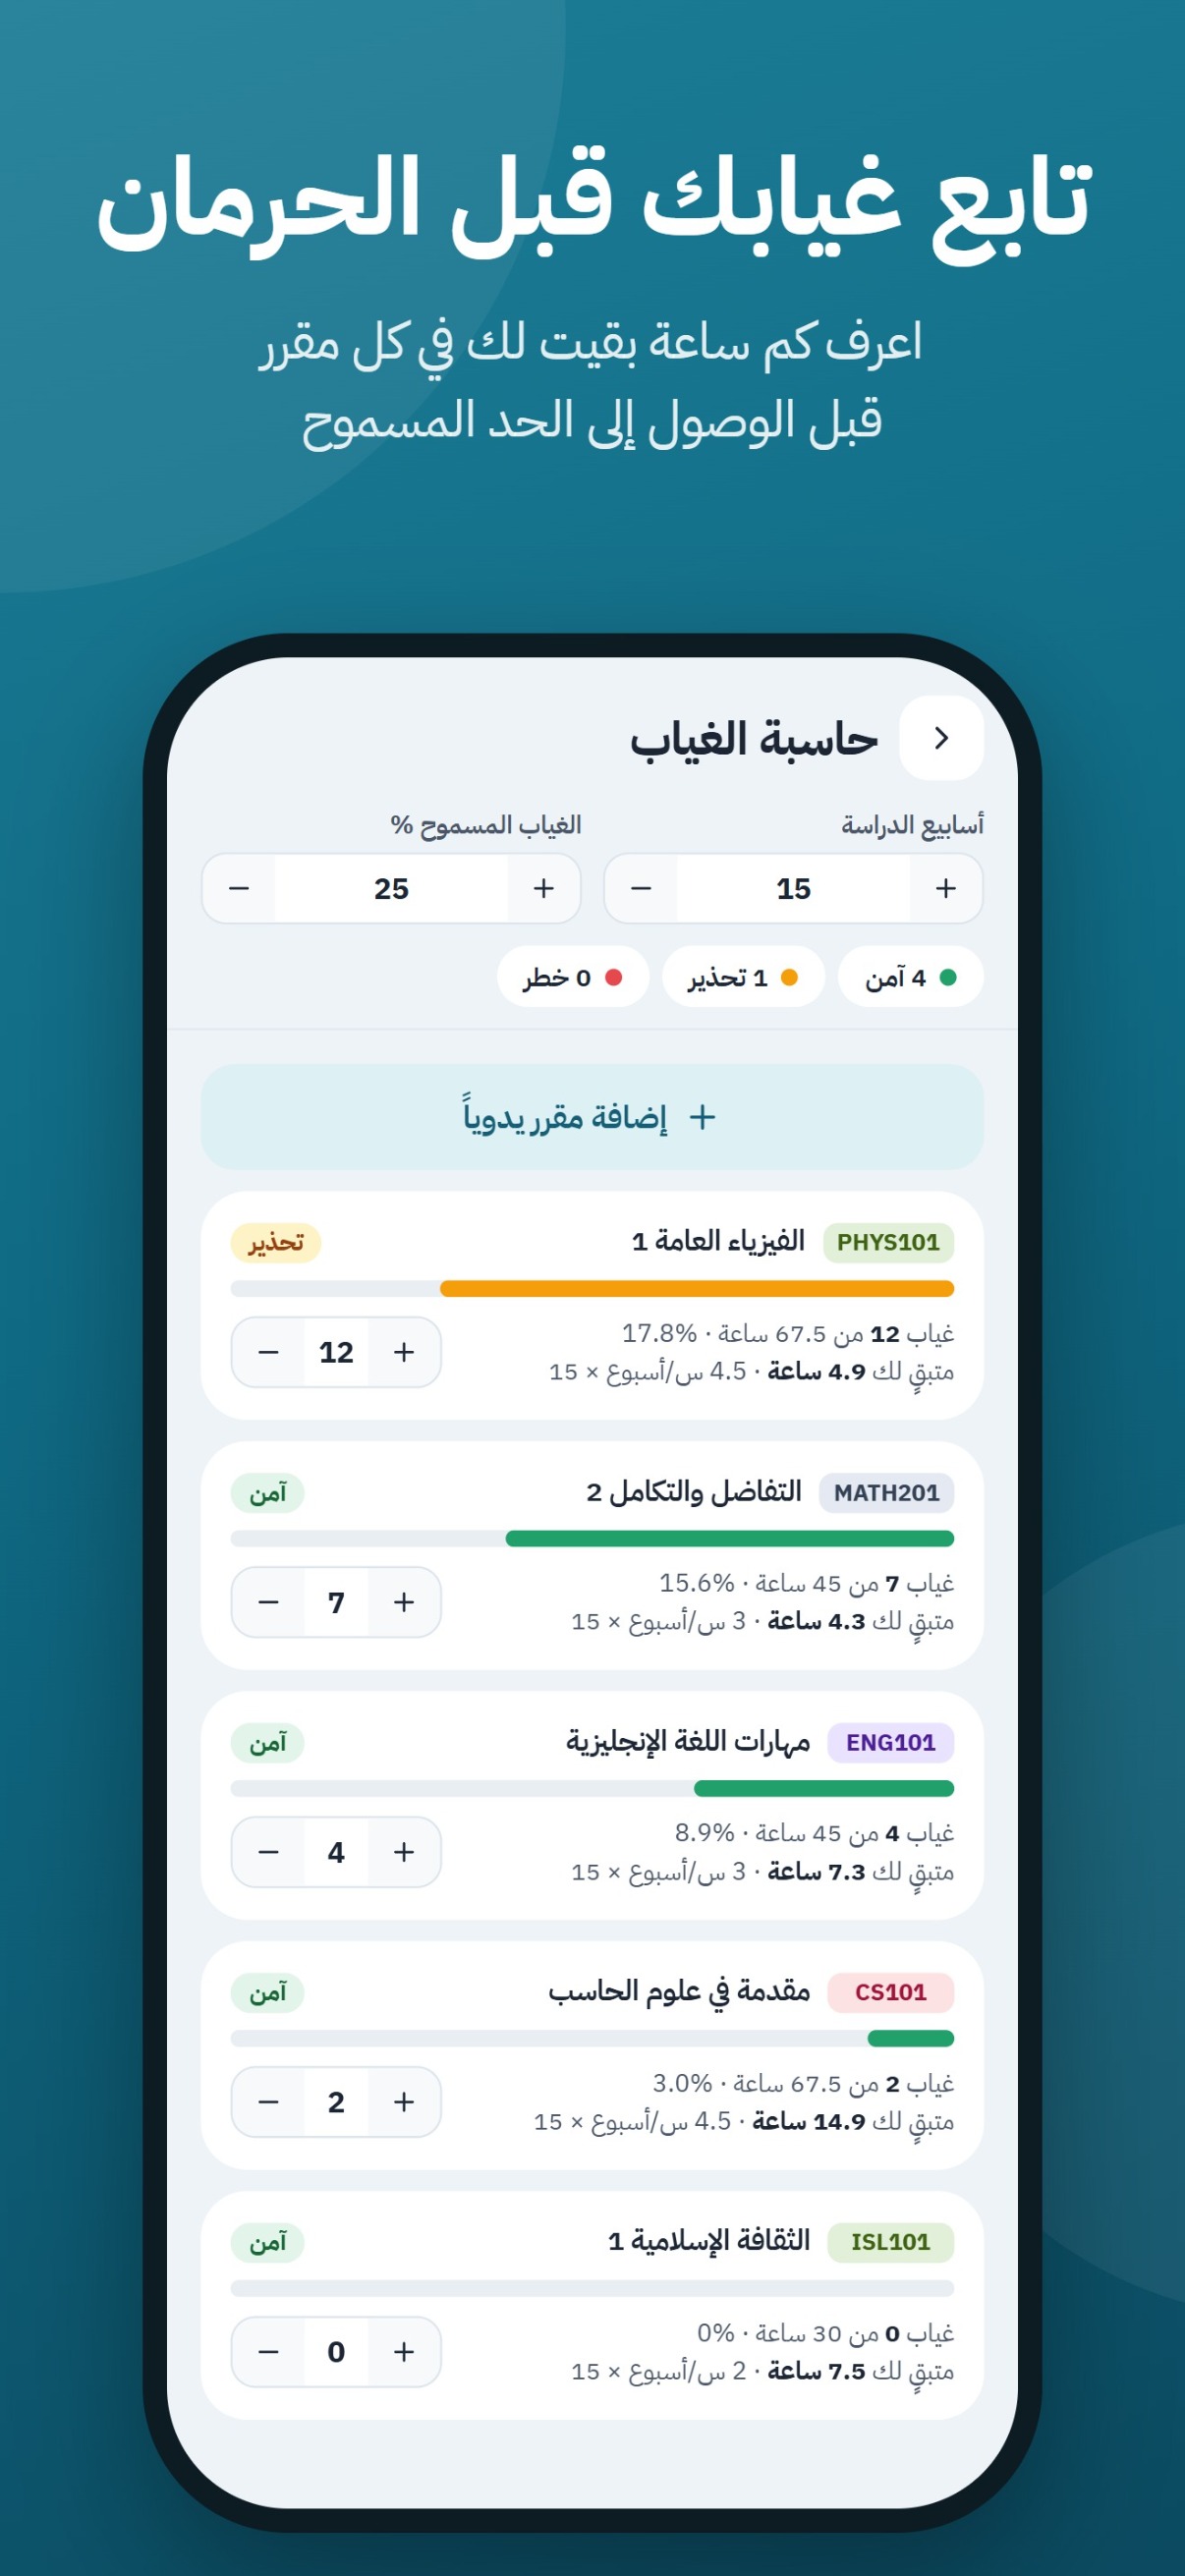 تابع غيابك قبل الحرمان
اعرف كم ساعة بقيت لك في كل مقرر
قبل الوصول إلى الحد المسموح
حاسبة الغياب
أسابيع الدراسة
الغياب المسموح %
+ 15 −
+ 25 −
4 آمن
1 تحذير
0 خطر
+ إضافة مقرر يدوياً
PHYS101 الفيزياء العامة 1 تحذير
غياب 12 من 67.5 ساعة · 17.8%
متبقٍ لك 4.9 ساعة · 4.5 س/أسبوع × 15
+ 12 −
MATH201 التفاضل والتكامل 2 آمن
غياب 7 من 45 ساعة · 15.6%
متبقٍ لك 4.3 ساعة · 3 س/أسبوع × 15
+ 7 −
ENG101 مهارات اللغة الإنجليزية آمن
غياب 4 من 45 ساعة · 8.9%
متبقٍ لك 7.3 ساعة · 3 س/أسبوع × 15
+ 4 −
CS101 مقدمة في علوم الحاسب آمن
غياب 2 من 67.5 ساعة · 3.0%
متبقٍ لك 14.9 ساعة · 4.5 س/أسبوع × 15
+ 2 −
ISL101 الثقافة الإسلامية 1 آمن
غياب 0 من 30 ساعة · 0%
متبقٍ لك 7.5 ساعة · 2 س/أسبوع × 15
+ 0 −